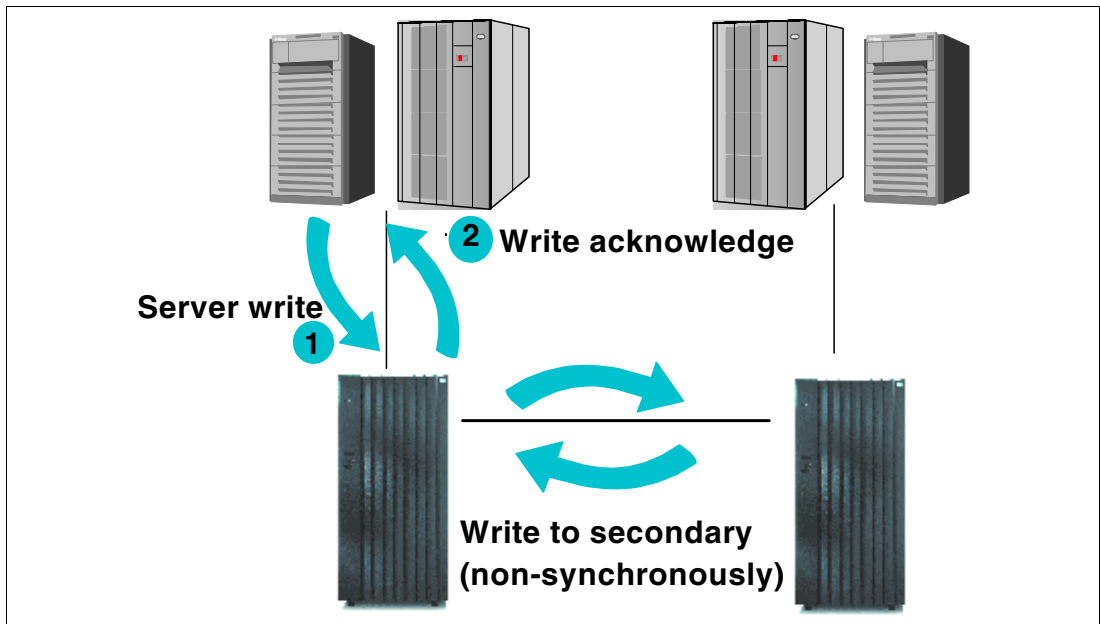 2 Write acknowledge
Server write
1
Write to secondary
(non-synchronously)